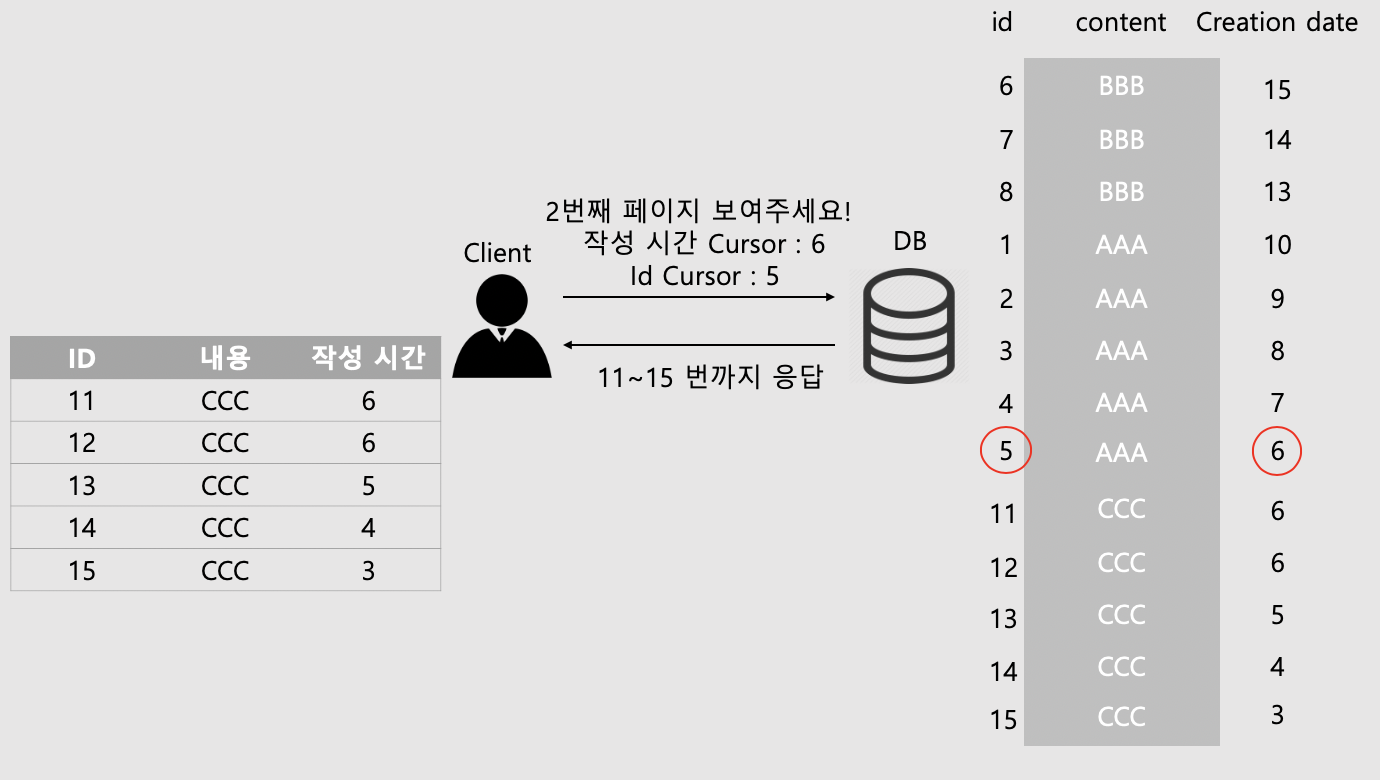 id content Creation date
6 BBB 15
7 BBB 14
8 BBB 13
1 AAA 10
2 AAA 9
3 AAA 8
4 AAA 7
5 AAA 6
11 CCC 6
12 CCC 6
13 CCC 5
14 CCC 4
15 CCC 3
2번째 페이지 보여주세요!
작성 시간 Cursor : 6
Id Cursor : 5
Client
DB
11~15 번까지 응답
ID 내용 작성 시간
11 CCC 6
12 CCC 6
13 CCC 5
14 CCC 4
15 CCC 3